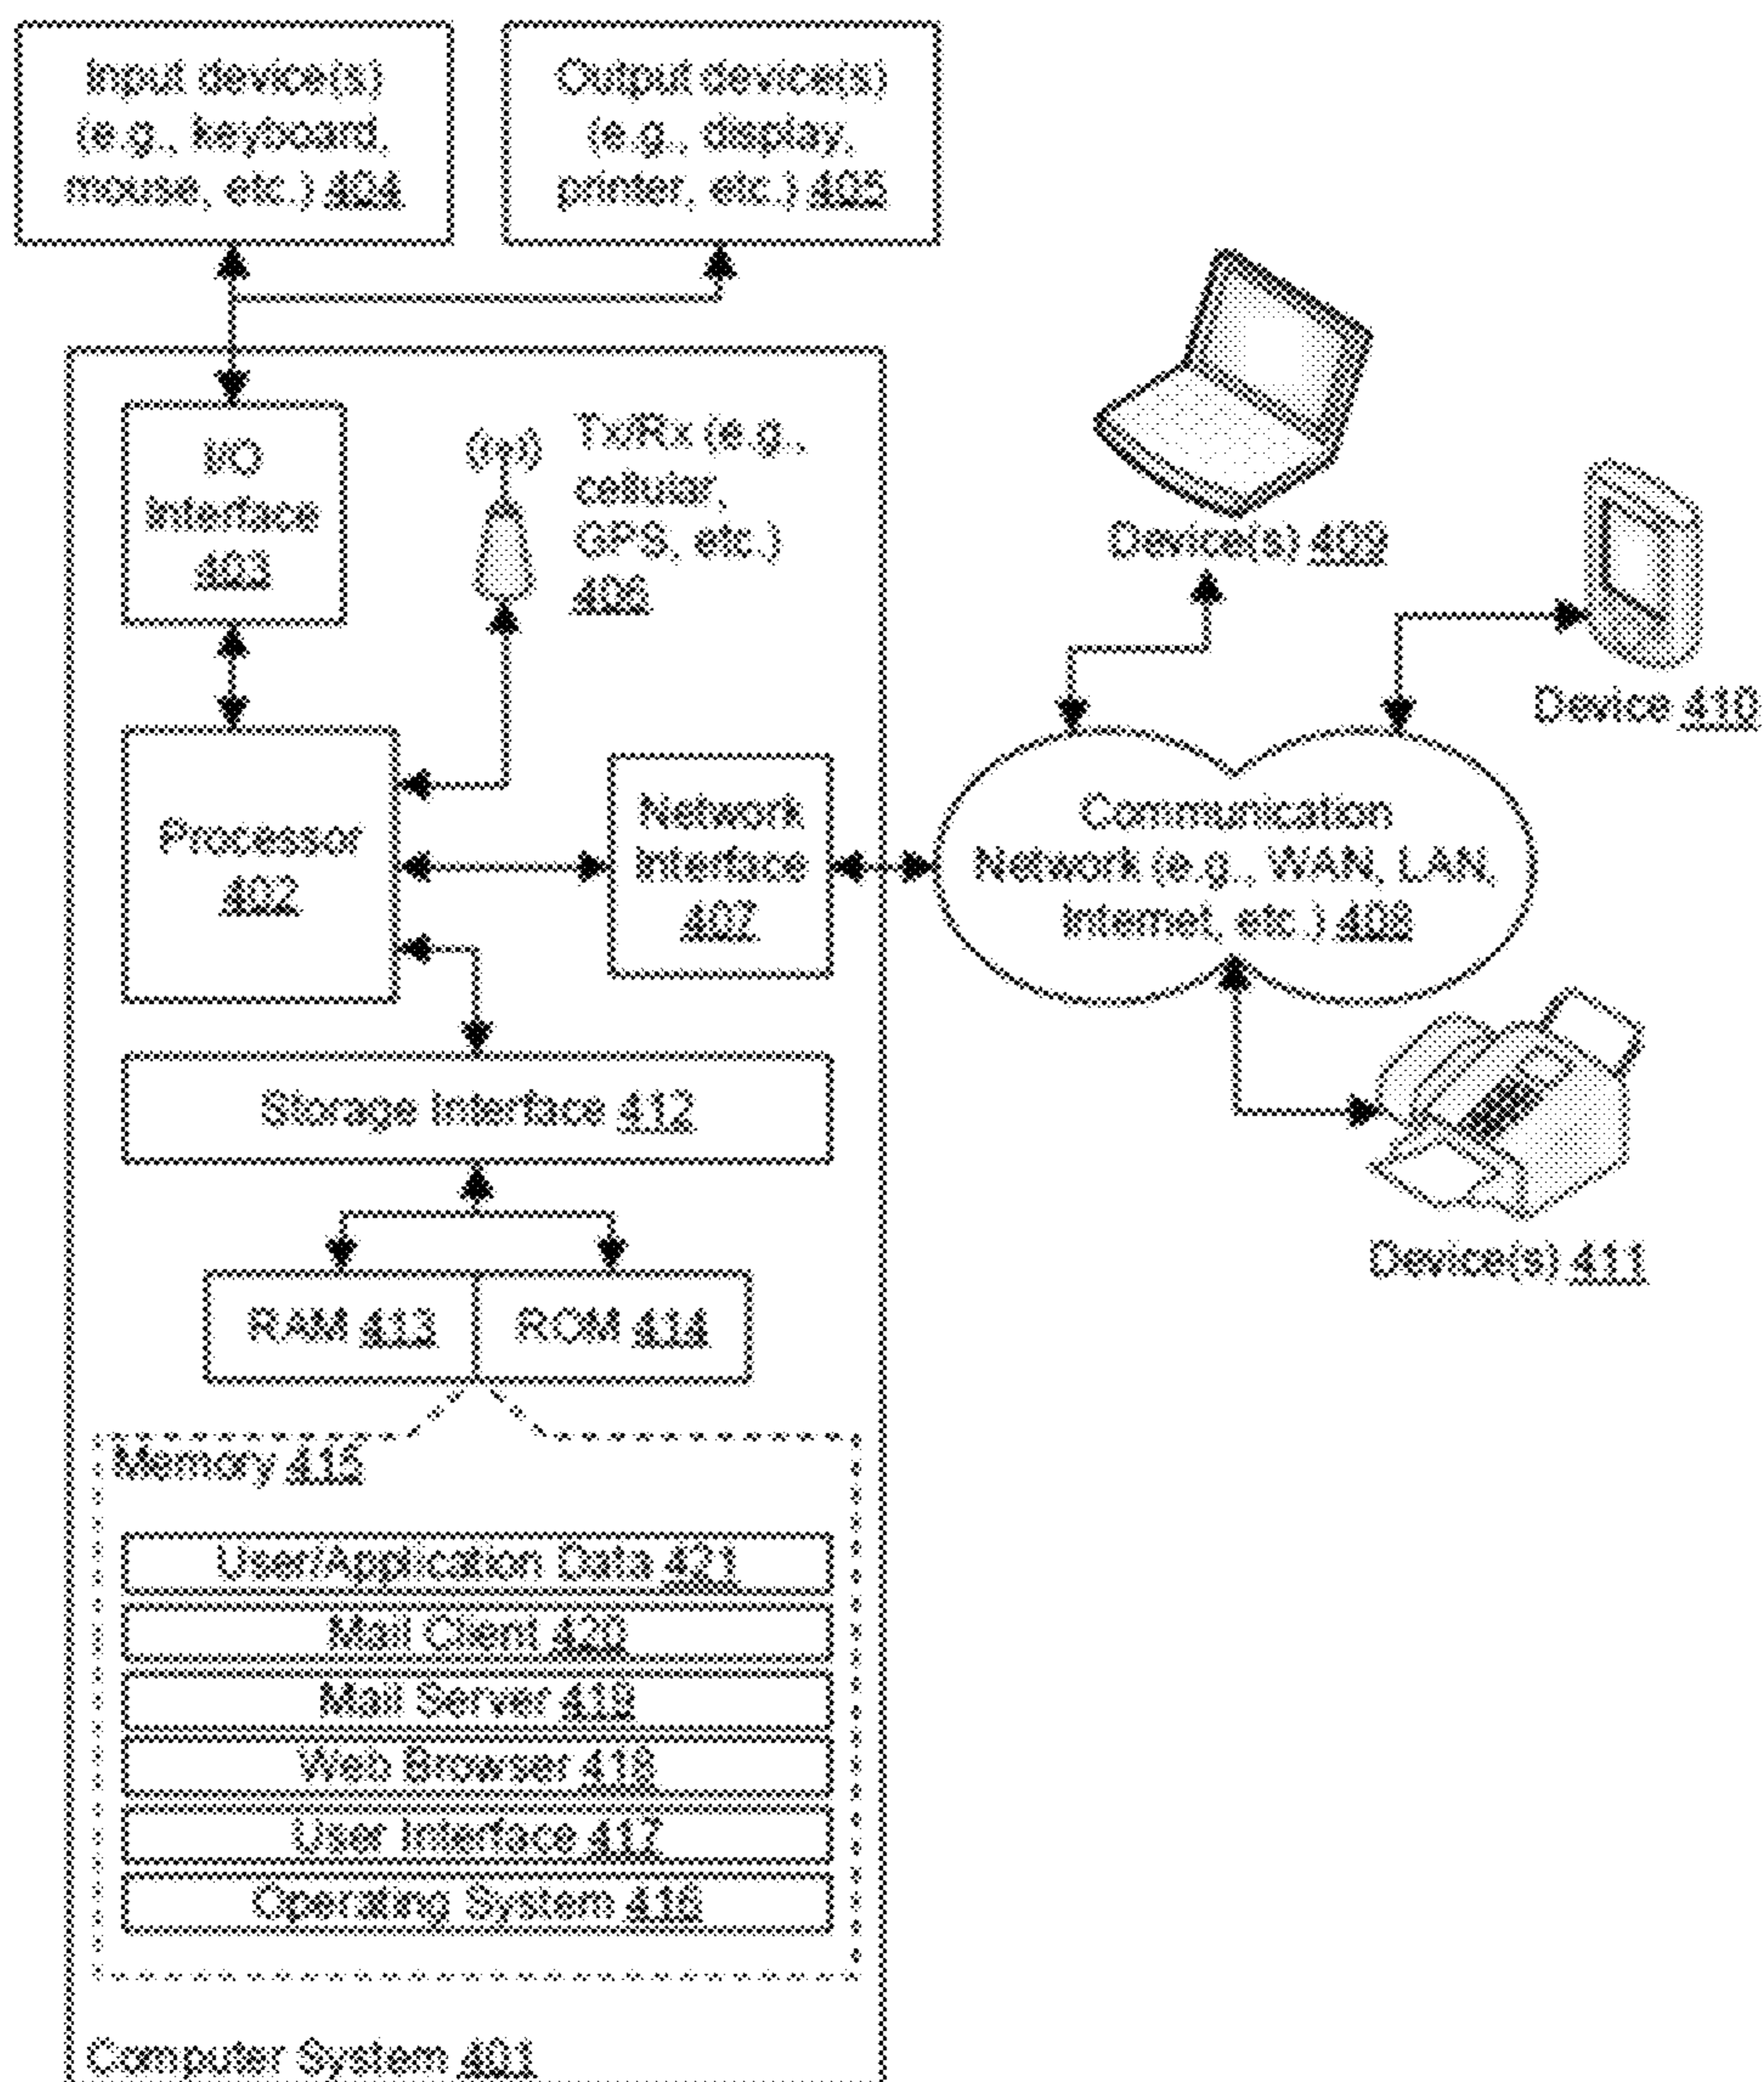 Input device(s)
(e.g., keyboard,
mouse, etc.) 404
Output device(s)
(e.g., display,
printer, etc.) 405
I/O
Interface
403
Tx/Rx (e.g.,
cellular,
GPS, etc.)
406
Device(s) 409
Device 410
Processor
402
Network
Interface
407
Communication
Network (e.g., WAN, LAN,
Internet, etc.) 408
Storage Interface 412
Device(s) 411
RAM 413
ROM 414
Memory 415
User/Application Data 421
Mail Client 420
Mail Server 419
Web Browser 418
User Interface 417
Operating System 416
Computer System 401